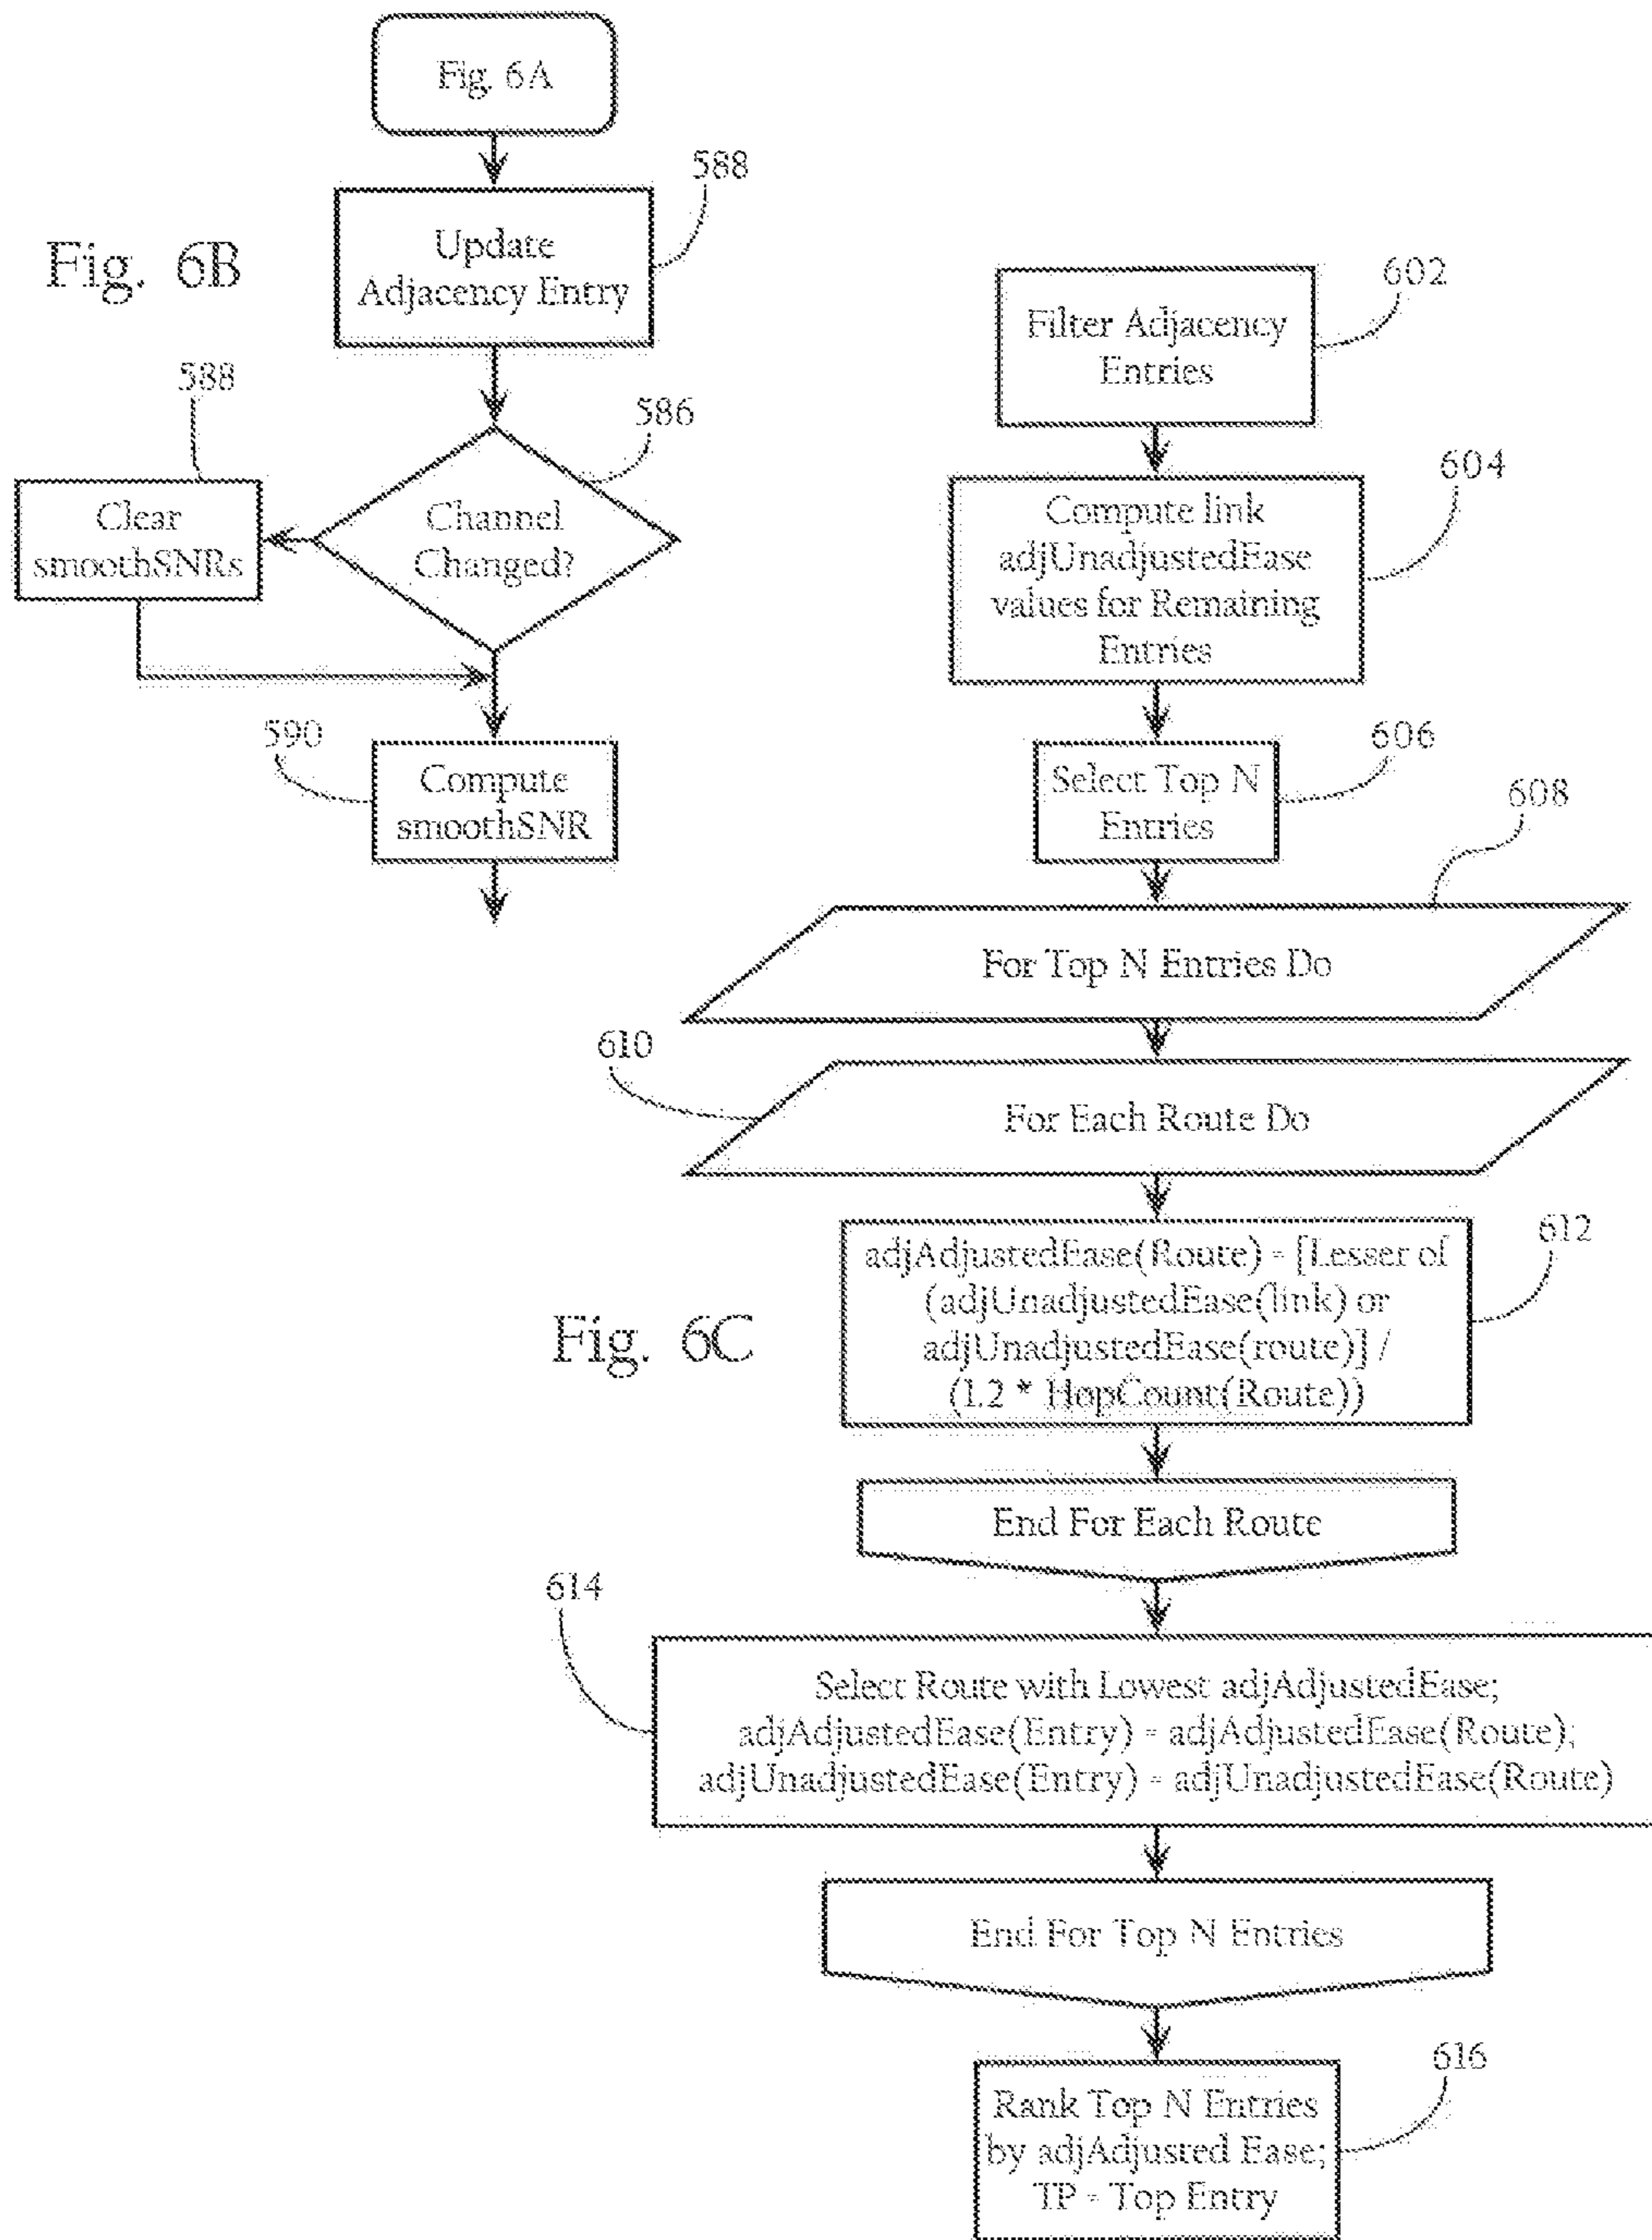 Fig. 6A
588
Update
Adjacency Entry
Fig. 6B
588
586
Clear
smoothSNRs
Channel
Changed?
590
Compute
smoothSNR
602
Filter Adjacency
Entries
604
Compute link
adjUnadjustedEase
values for Remaining
Entries
606
Select Top N
Entries
608
For Top N Entries Do
610
For Each Route Do
612
adjAdjustedEase(Route) = [Lesser of
(adjUnadjustedEase(link) or
adjUnadjustedEase(route)] /
(1.2 * HopCount(Route))
Fig. 6C
End For Each Route
614
Select Route with Lowest adjAdjustedEase;
adjAdjustedEase(Entry) = adjAdjustedEase(Route);
adjUnadjustedEase(Entry) = adjUnadjustedEase(Route)
End For Top N Entries
616
Rank Top N Entries
by adjAdjusted Ease;
TP = Top Entry